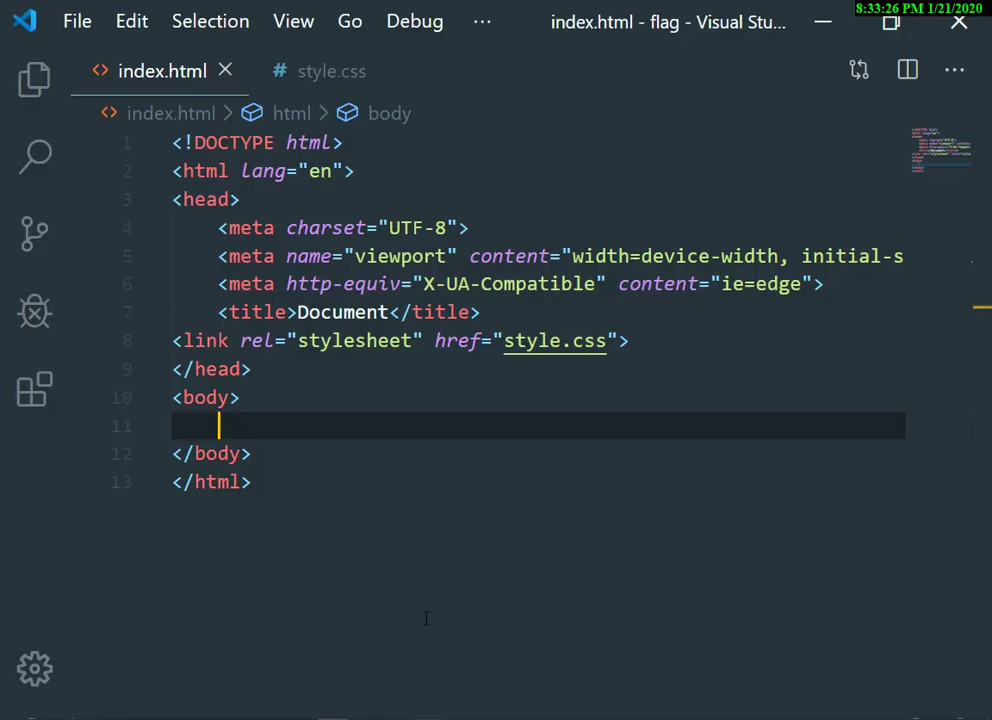 8:33:26 PM 1/21/2020
File Edit Selection View Go Debug ··· index.html - flag - Visual Stu...
<> index.html × # style.css ···
<> index.html > html > body
1 <!DOCTYPE html>
2 <html lang="en">
3 <head>
4 <meta charset="UTF-8">
5 <meta name="viewport" content="width=device-width, initial-s
6 <meta http-equiv="X-UA-Compatible" content="ie=edge">
7 <title>Document</title>
8 <link rel="stylesheet" href="style.css">
9 </head>
10 <body>
11
12 </body>
13 </html>